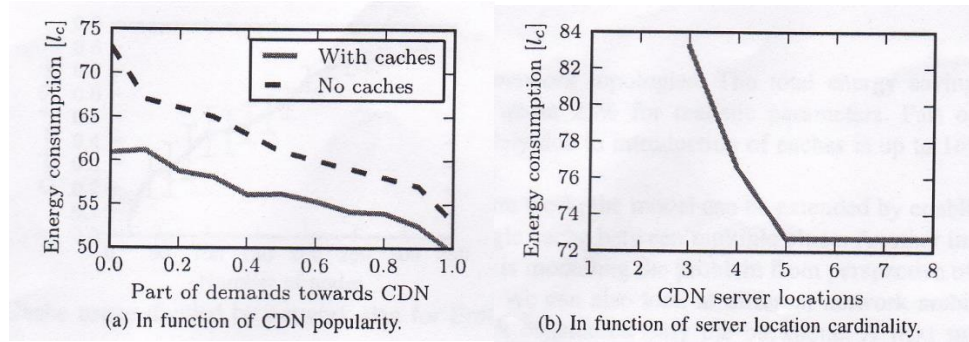 75
70
65
60
55
50
0.0 0.2 0.4 0.6 0.8 1.0
Energy consumption [lc]
With caches
No caches
Part of demands towards CDN
(a) In function of CDN popularity.
84
82
80
78
76
74
72
1 2 3 4 5 6 7 8
Energy consumption [lc]
CDN server locations
(b) In function of server location cardinality.